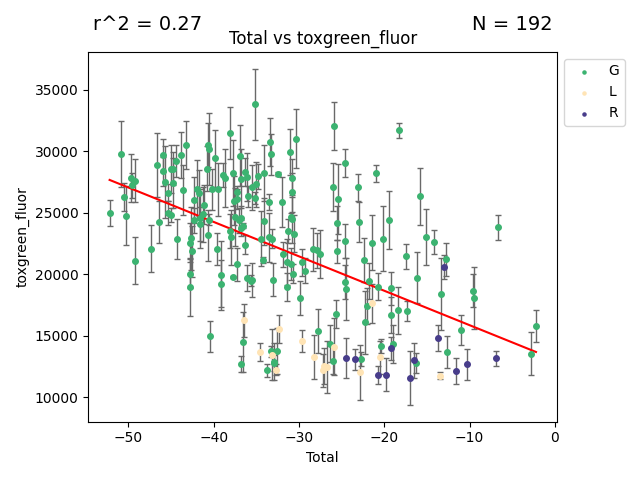 r^2 = 0.27 N = 192
Total vs toxgreen_fluor
35000
30000
25000
20000
15000
10000
toxgreen_fluor
−50 −40 −30 −20 −10 0
Total
G
L
R